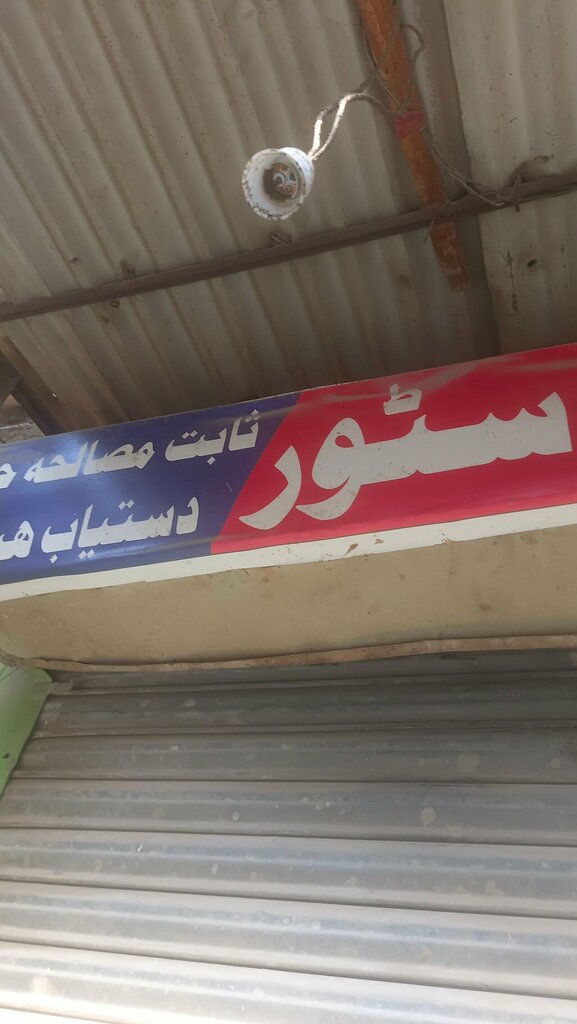 سٹور
ثابت مصالحہ
دستیاب